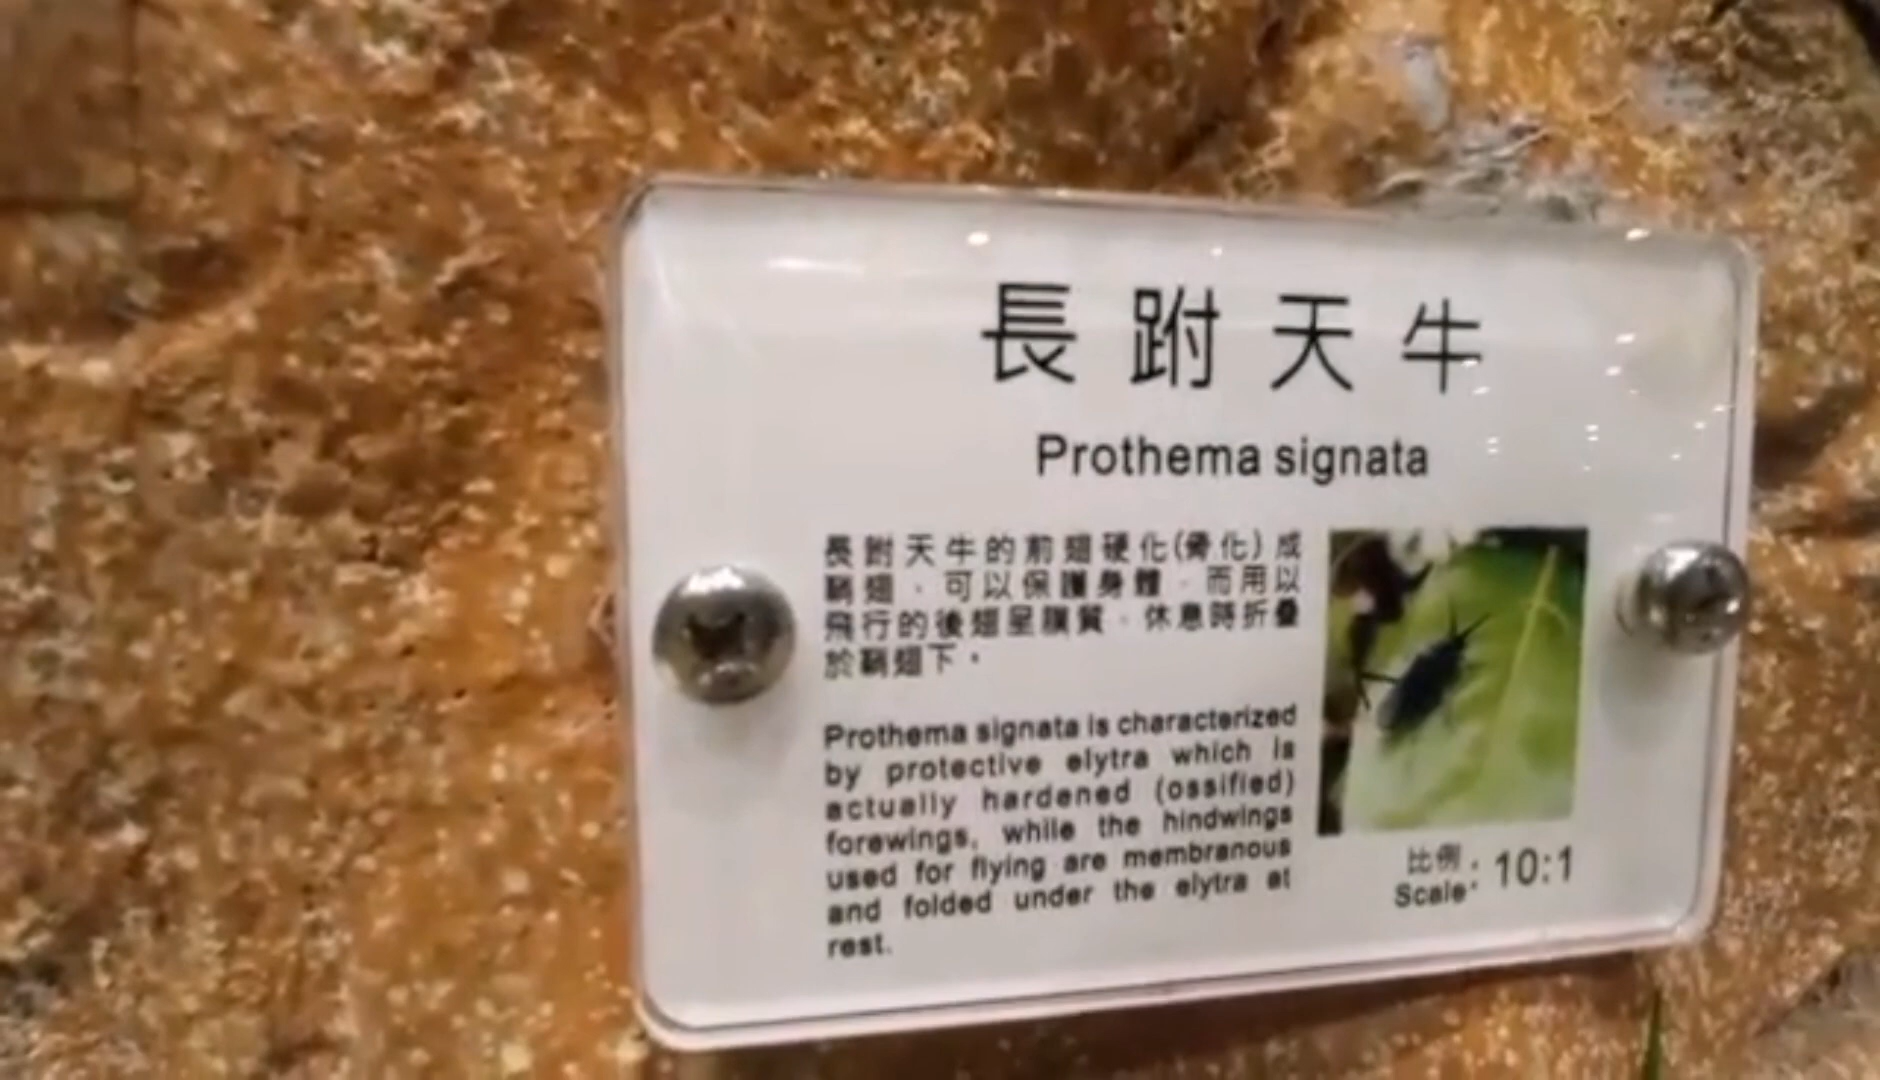 長跗天牛
Prothema signata
長跗天牛的前翅硬化(骨化)成
鞘翅,可以保護身體。而用以
飛行的後翅呈膜質,休息時折疊
於鞘翅下。
Prothema signata is characterized
by protective elytra which is
actually hardened (ossified)
forewings, while the hindwings
used for flying are membranous
and folded under the elytra at
rest.
比例:
Scale: 10:1